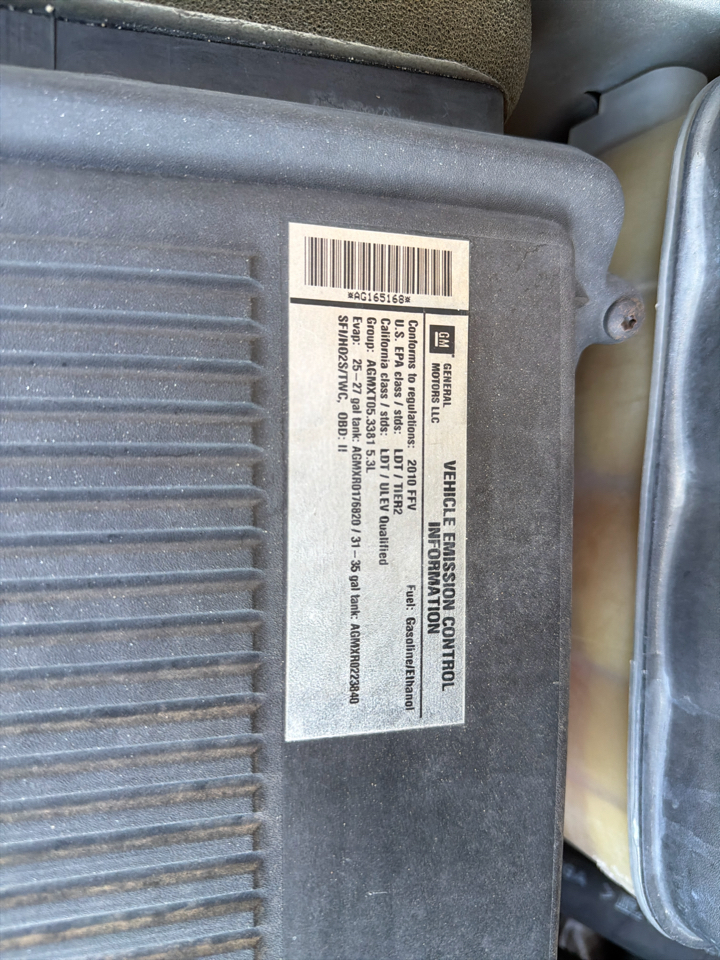 *AG165168*
GM
GENERAL
MOTORS LLC
VEHICLE EMISSION CONTROL
INFORMATION
Conforms to regulations: 2010 FFV Fuel: Gasoline/Ethanol
U.S. EPA class / stds: LDT / TIER2
California class / stds: LDT / ULEV Qualified
Group: AGMXT05.3381 5.3L
Evap: 25-27 gal tank: AGMXR0176820 / 31-35 gal tank: AGMXR0223840
SFI/HO2S/TWC, OBD: II